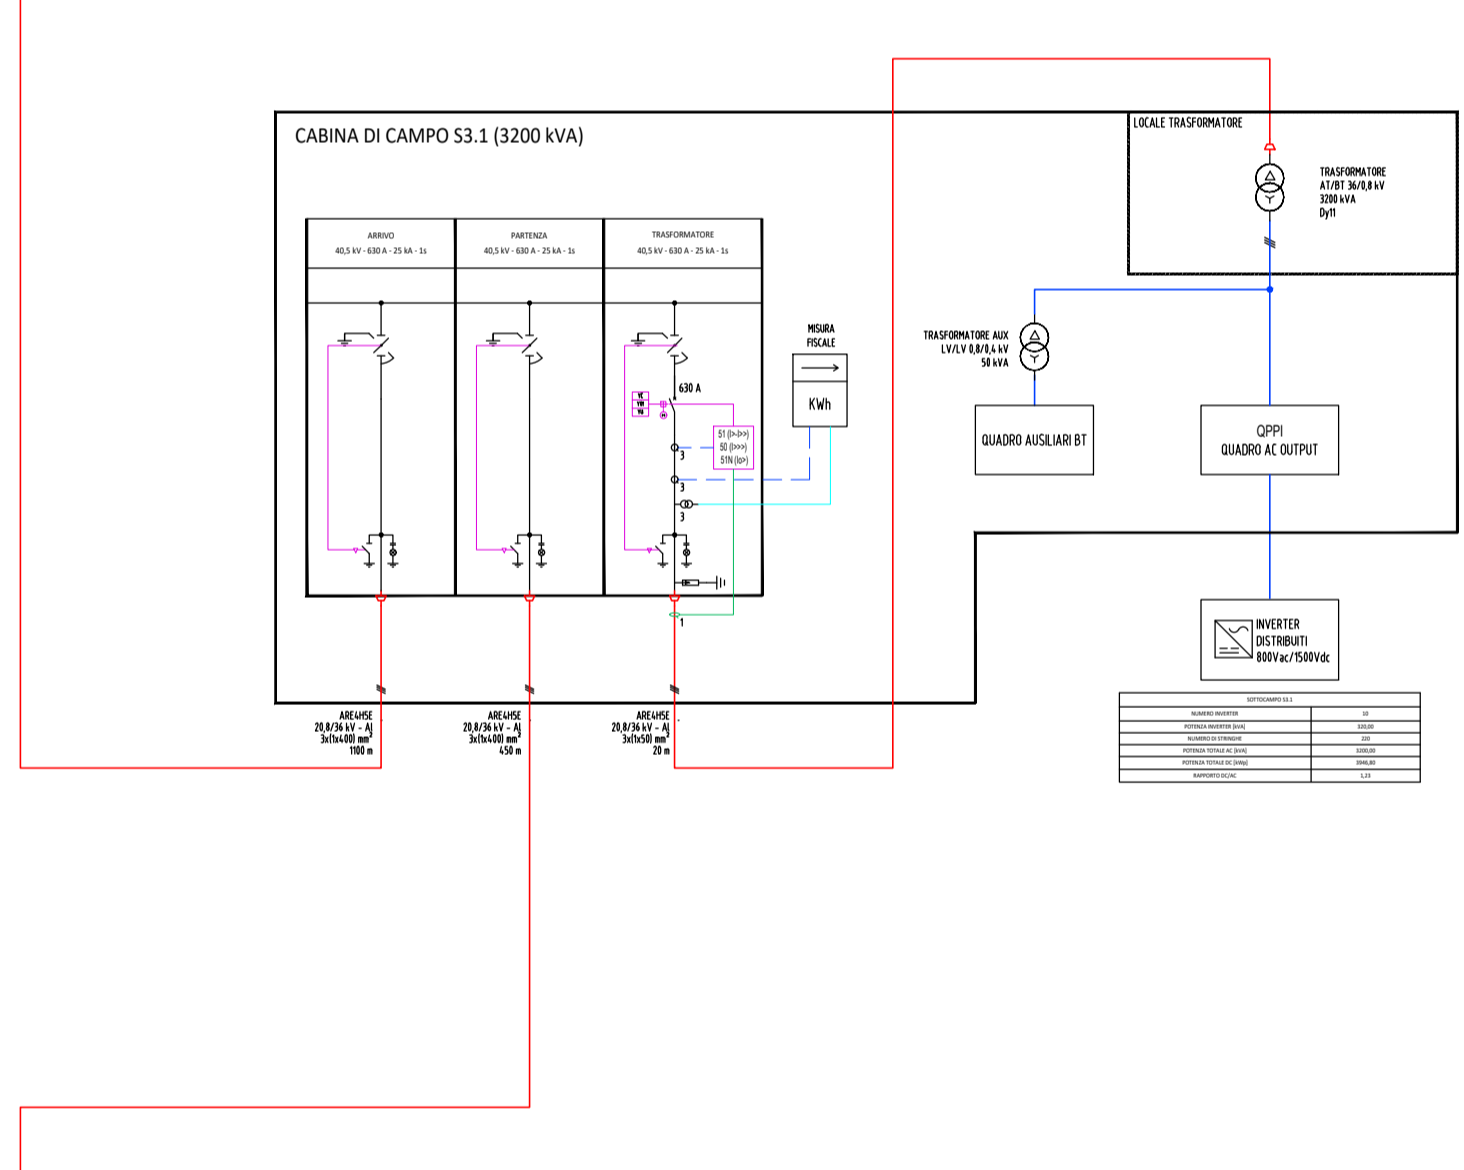 CABINA DI CAMPO S3.1 (3200 kVA)
LOCALE TRASFORMATORE
TRASFORMATORE
AT/BT 36/0,8 kV
3200 kVA
Dy11
ARRIVO
40,5 kV - 630 A - 25 kA - 1s
PARTENZA
40,5 kV - 630 A - 25 kA - 1s
TRASFORMATORE
40,5 kV - 630 A - 25 kA - 1s
MISURA
FISCALE
KWh
630 A
51 (I>-I>>)
50 (I>>>)
51N (Io>)
3
3
3
1
TRASFORMATORE AUX
LV/LV 0,8/0,4 kV
50 kVA
QUADRO AUSILIARI BT
QPPI
QUADRO AC OUTPUT
INVERTER
DISTRIBUITI
800Vac/1500Vdc
ARE4H5E
20,8/36 kV - Al
3x(1x400) mm²
1100 m
ARE4H5E
20,8/36 kV - Al
3x(1x400) mm²
450 m
ARE4H5E
20,8/36 kV - Al
3x(1x50) mm²
20 m
SOTTOCAMPO S3.1
NUMERO INVERTER 10
POTENZA INVERTER [kVA] 320,00
NUMERO DI STRINGHE 220
POTENZA TOTALE AC [kVA] 3200,00
POTENZA TOTALE DC [kWp] 3946,80
RAPPORTO DC/AC 1,23